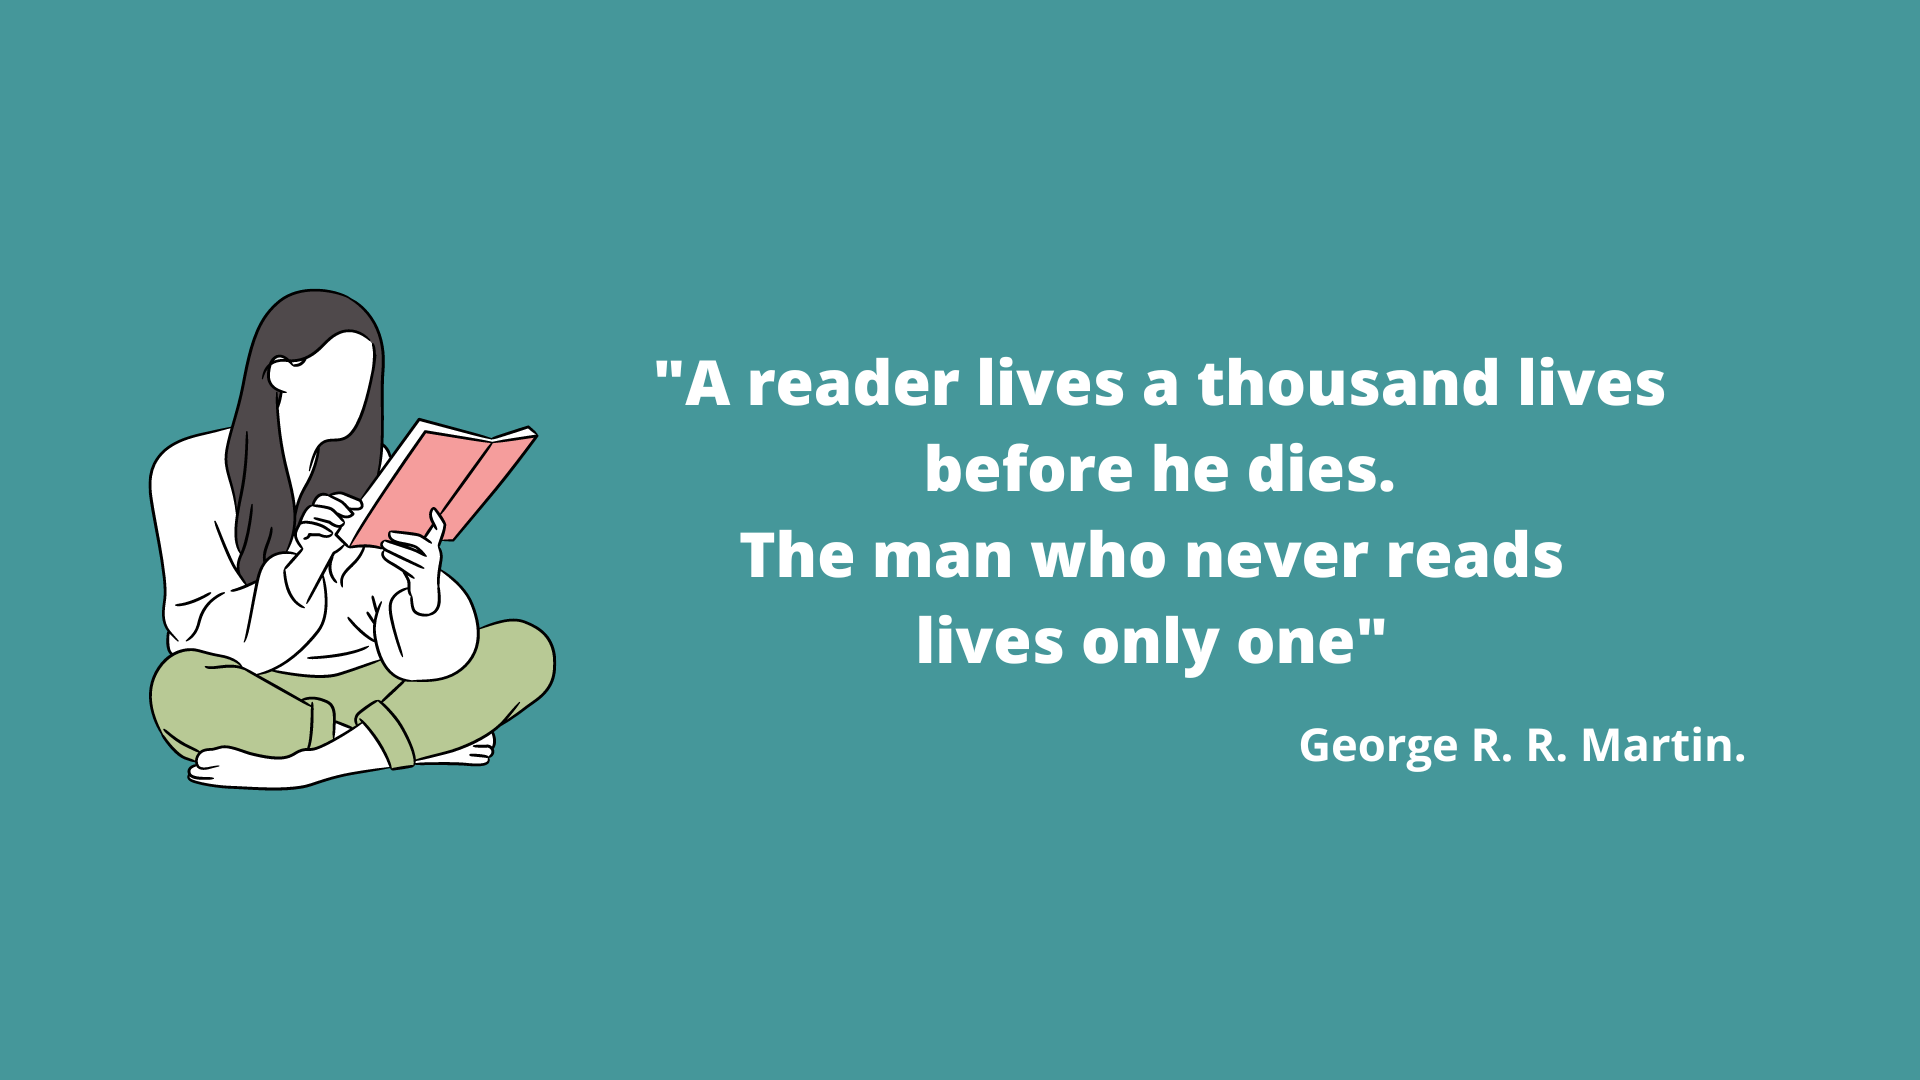 "A reader lives a thousand lives
before he dies.
The man who never reads
lives only one"
George R. R. Martin.